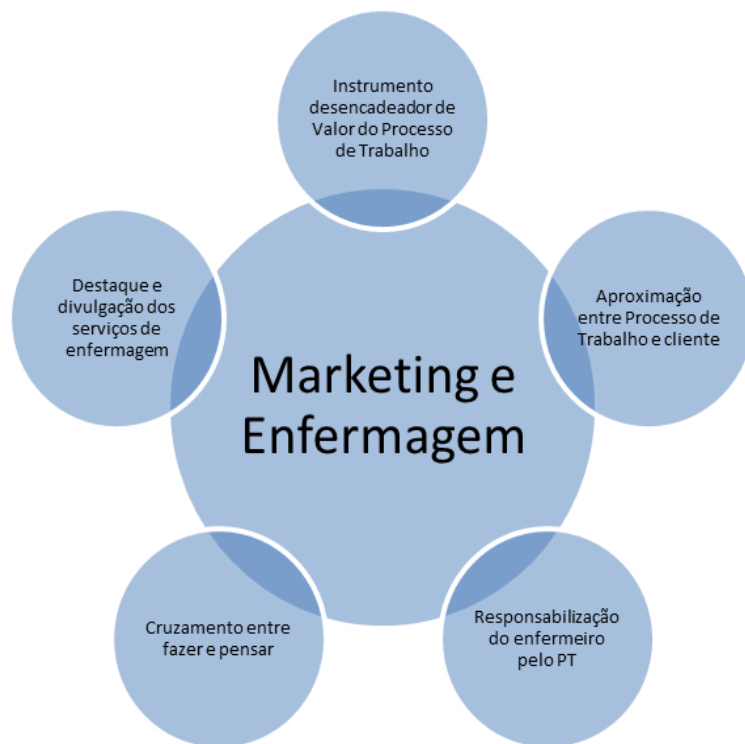 Instrumento
desencadeador de
Valor do Processo
de Trabalho
Destaque e
divulgação dos
serviços de
enfermagem
Aproximação
entre Processo de
Trabalho e cliente
Marketing e
Enfermagem
Cruzamento entre
fazer e pensar
Responsabilização
do enfermeiro
pelo PT